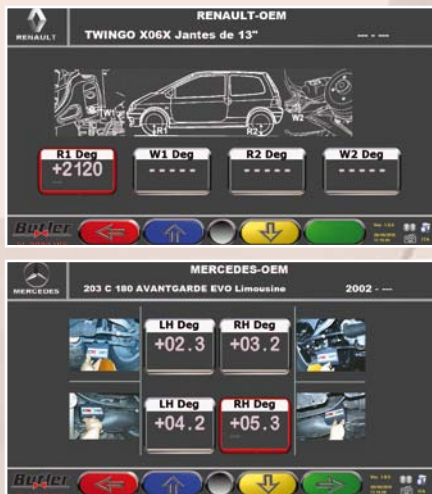 RENAULT-OEM
RENAULT
TWINGO X06X Jantes de 13" --- - ---
W1
W2
R1
R2
R1 Deg W1 Deg R2 Deg W2 Deg
+2120 ----- ----- -----
Butler
MERCEDES-OEM
MERCEDES
203 C 180 AVANTGARDE EVO Limousine 2002 - ---
LH Deg RH Deg
+02.3 +03.2
LH Deg RH Deg
+04.2 +05.3
Butler